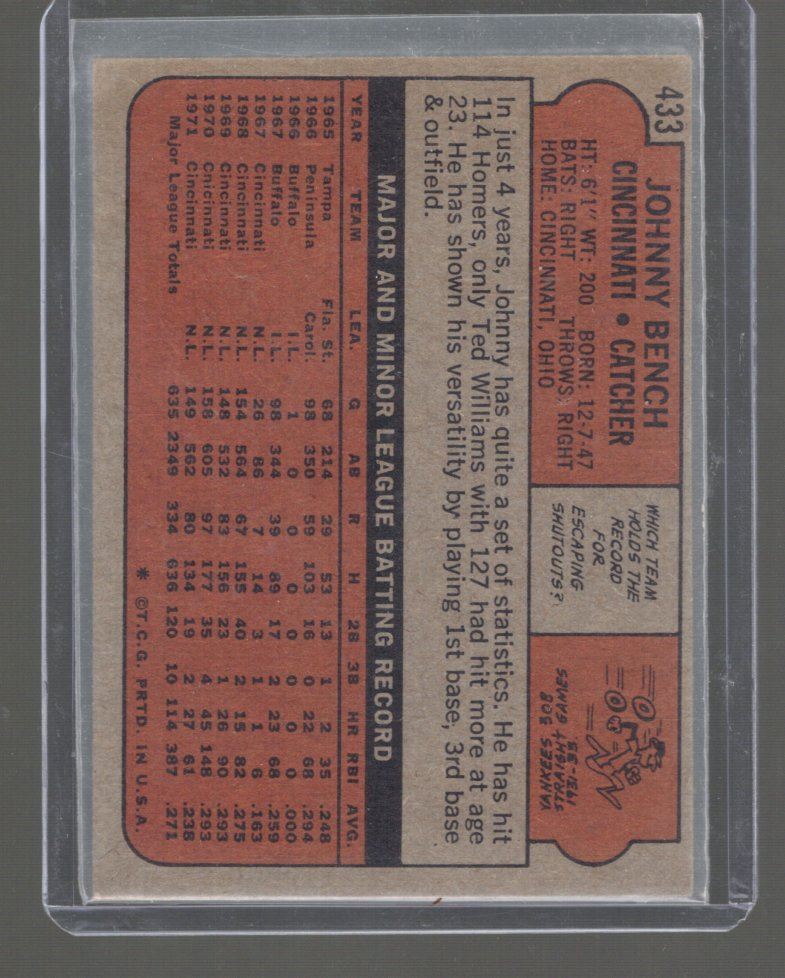 433
JOHNNY BENCH
CINCINNATI • CATCHER
HT: 6'1" WT: 200 BORN: 12-7-47
BATS: RIGHT THROWS: RIGHT
HOME: CINCINNATI, OHIO
WHICH TEAM
HOLDS THE
RECORD
FOR
ESCAPING
SHUTOUTS?
YANKEES 308
STRAIGHT GAMES
1931-33
In just 4 years, Johnny has quite a set of statistics. He has hit
114 Homers, only Ted Williams with 127 had hit more at age
23. He has shown his versatility by playing 1st base, 3rd base
& outfield.
MAJOR AND MINOR LEAGUE BATTING RECORD
YEAR TEAM LEA. G AB R H 2B 3B HR RBI AVG.
1965 Tampa Fla. St. 68 214 29 53 13 1 2 35 .248
1966 Peninsula Carol. 98 350 59 103 16 0 22 68 .294
1966 Buffalo I.L. 1 0 0 0 0 0 0 0 .000
1967 Buffalo I.L. 98 344 39 89 17 2 23 68 .259
1967 Cincinnati N.L. 26 86 7 14 3 1 1 6 .163
1968 Cincinnati N.L. 154 564 67 155 40 2 15 82 .275
1969 Cincinnati N.L. 148 532 83 156 23 1 26 90 .293
1970 Cnicinnati N.L. 158 605 97 177 35 4 45 148 .293
1971 Cincinnati N.L. 149 562 80 134 19 2 27 61 .238
Major League Totals 635 2349 334 636 120 10 114 387 .271
* ©T.C.G. PRTD. IN U.S.A.